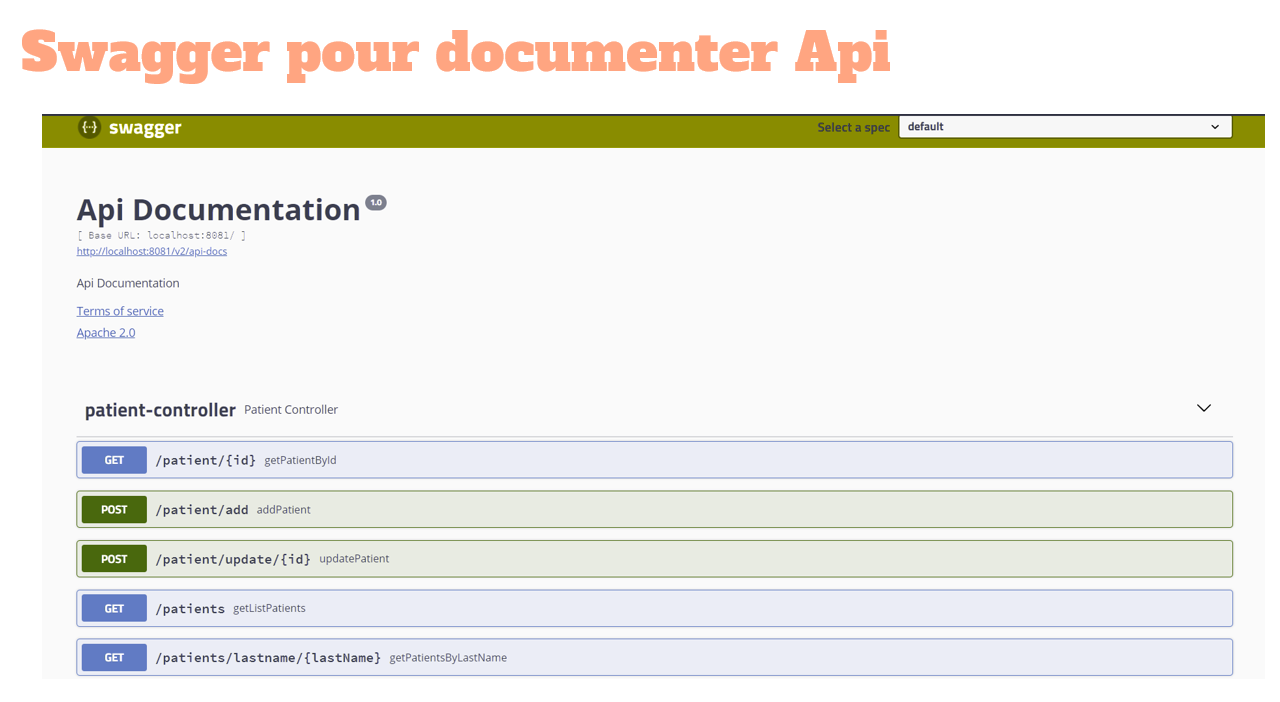 Swagger pour documenter Api
{···} swagger Select a spec default
Api Documentation 1.0
[ Base URL: localhost:8081/ ]
http://localhost:8081/v2/api-docs
Api Documentation
Terms of service
Apache 2.0
patient-controller Patient Controller
GET /patient/{id} getPatientById
POST /patient/add addPatient
POST /patient/update/{id} updatePatient
GET /patients getListPatients
GET /patients/lastname/{lastName} getPatientsByLastName